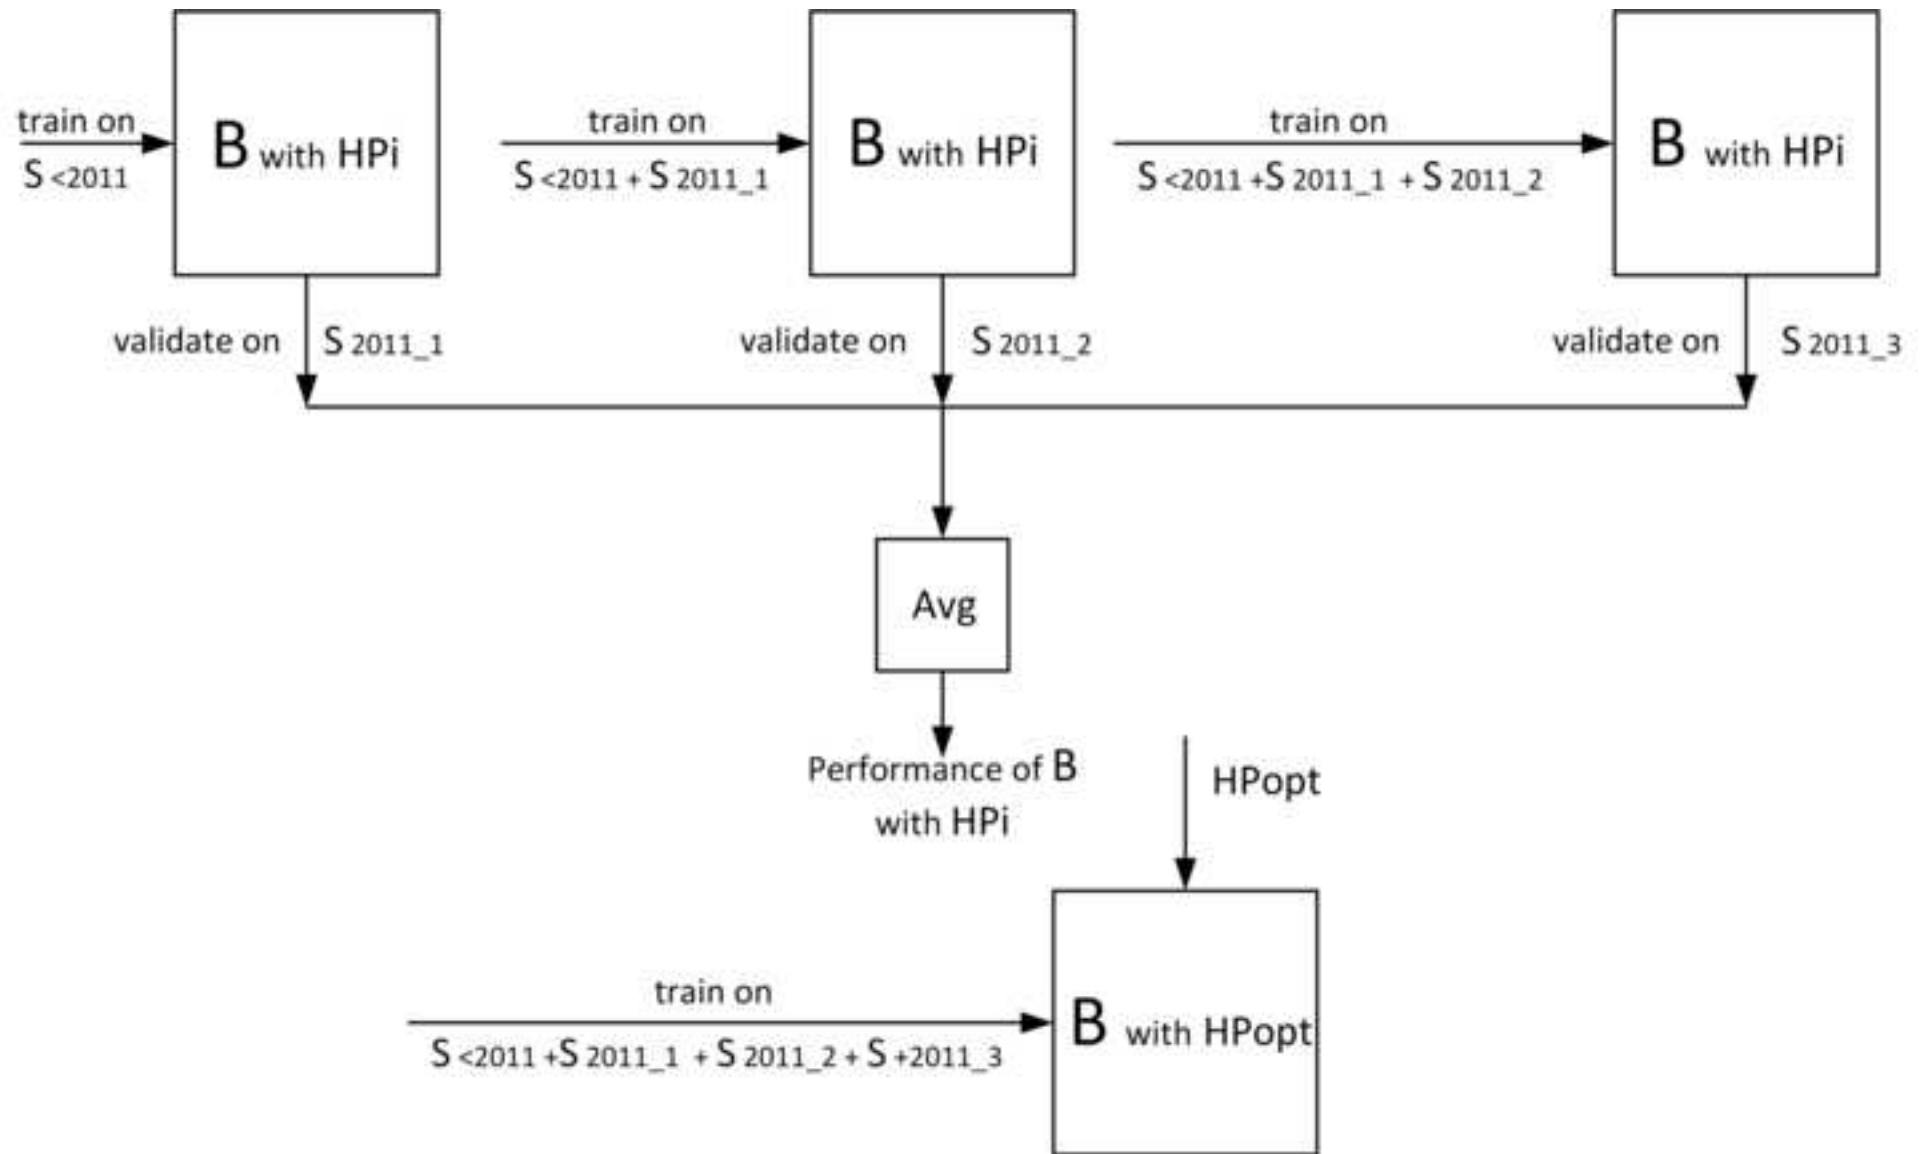 train on
S <2011
B with HPi
train on
S <2011 + S 2011_1
B with HPi
train on
S <2011 +S 2011_1 + S 2011_2
B with HPi
validate on S 2011_1
validate on S 2011_2
validate on S 2011_3
Avg
Performance of B
with HPi
HPopt
train on
S <2011 +S 2011_1 + S 2011_2 + S +2011_3
B with HPopt